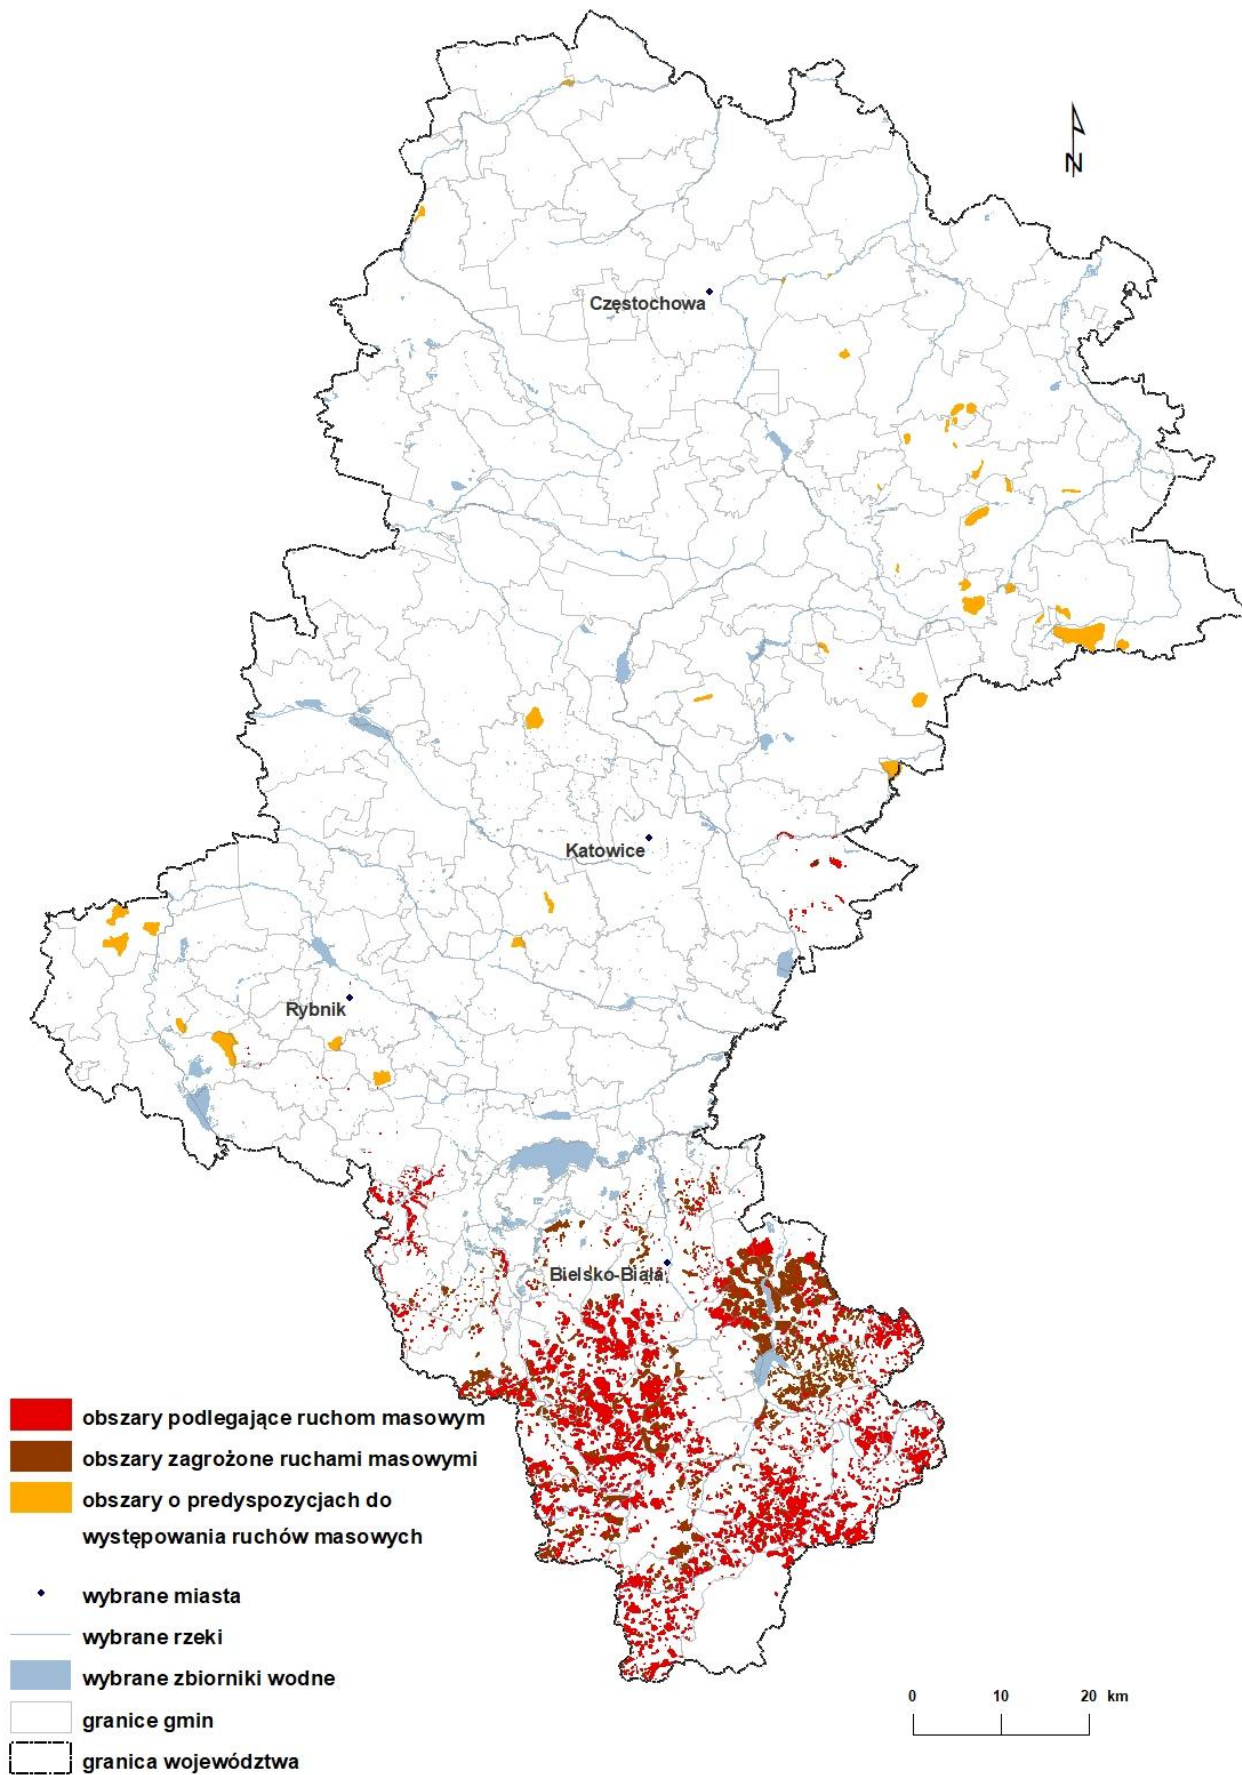 N
Częstochowa
Katowice
Rybnik
Bielsko-Biała
obszary podlegające ruchom masowym
obszary zagrożone ruchami masowymi
obszary o predyspozycjach do
występowania ruchów masowych
wybrane miasta
wybrane rzeki
wybrane zbiorniki wodne
granice gmin
granica województwa
0 10 20 km